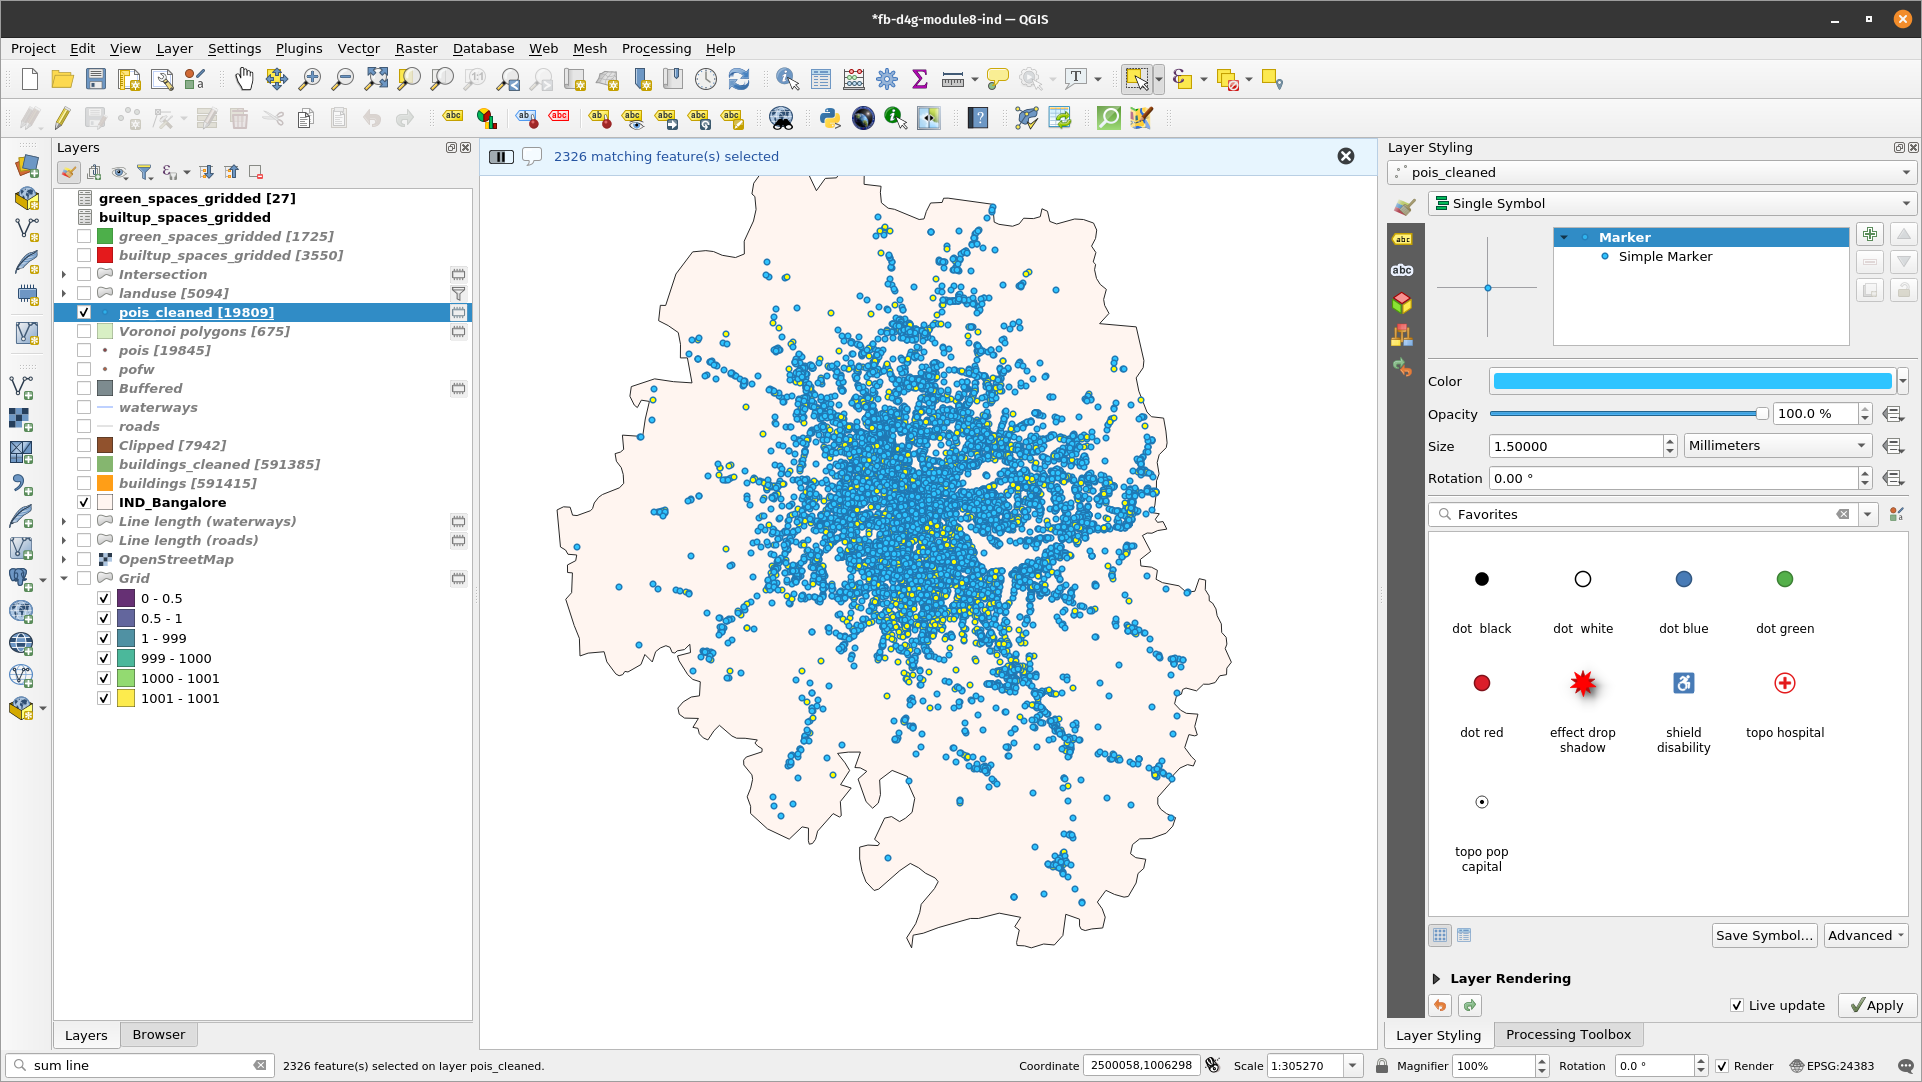 *fb-d4g-module8-ind — QGIS
Project Edit View Layer Settings Plugins Vector Raster Database Web Mesh Processing Help
Layers
green_spaces_gridded [27]
builtup_spaces_gridded
green_spaces_gridded [1725]
builtup_spaces_gridded [3550]
Intersection
landuse [5094]
pois_cleaned [19809]
Voronoi polygons [675]
pois [19845]
pofw
Buffered
waterways
roads
Clipped [7942]
buildings_cleaned [591385]
buildings [591415]
IND_Bangalore
Line length (waterways)
Line length (roads)
OpenStreetMap
Grid
0 - 0.5
0.5 - 1
1 - 999
999 - 1000
1000 - 1001
1001 - 1001
Layers Browser
2326 matching feature(s) selected
Layer Styling
pois_cleaned
Single Symbol
Marker
Simple Marker
Color
Opacity 100.0 %
Size 1.50000 Millimeters
Rotation 0.00 °
Favorites
dot black dot white dot blue dot green
dot red effect drop shadow shield disability topo hospital
topo pop capital
Save Symbol... Advanced
Layer Rendering
Live update Apply
Layer Styling Processing Toolbox
sum line 2326 feature(s) selected on layer pois_cleaned. Coordinate 2500058,1006298 Scale 1:305270 Magnifier 100% Rotation 0.0 ° Render EPSG:24383